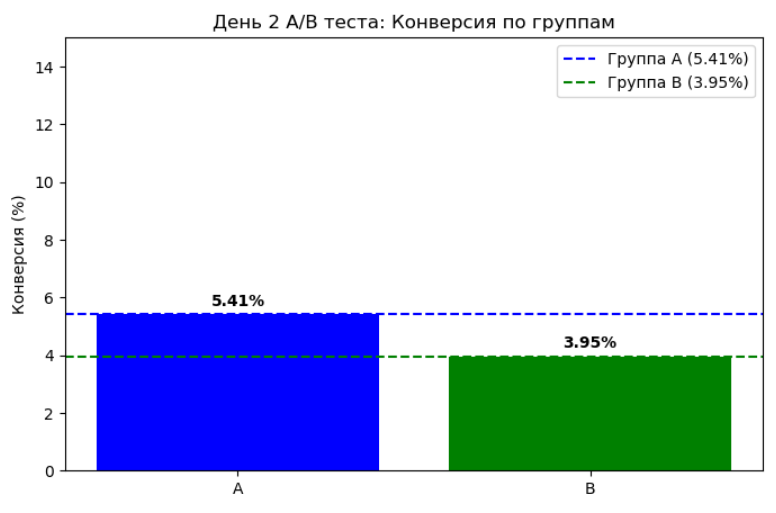 День 2 A/B теста: Конверсия по группам
Группа A (5.41%)
Группа B (3.95%)
Конверсия (%)
14
12
10
8
6
4
2
0
5.41%
3.95%
A
B